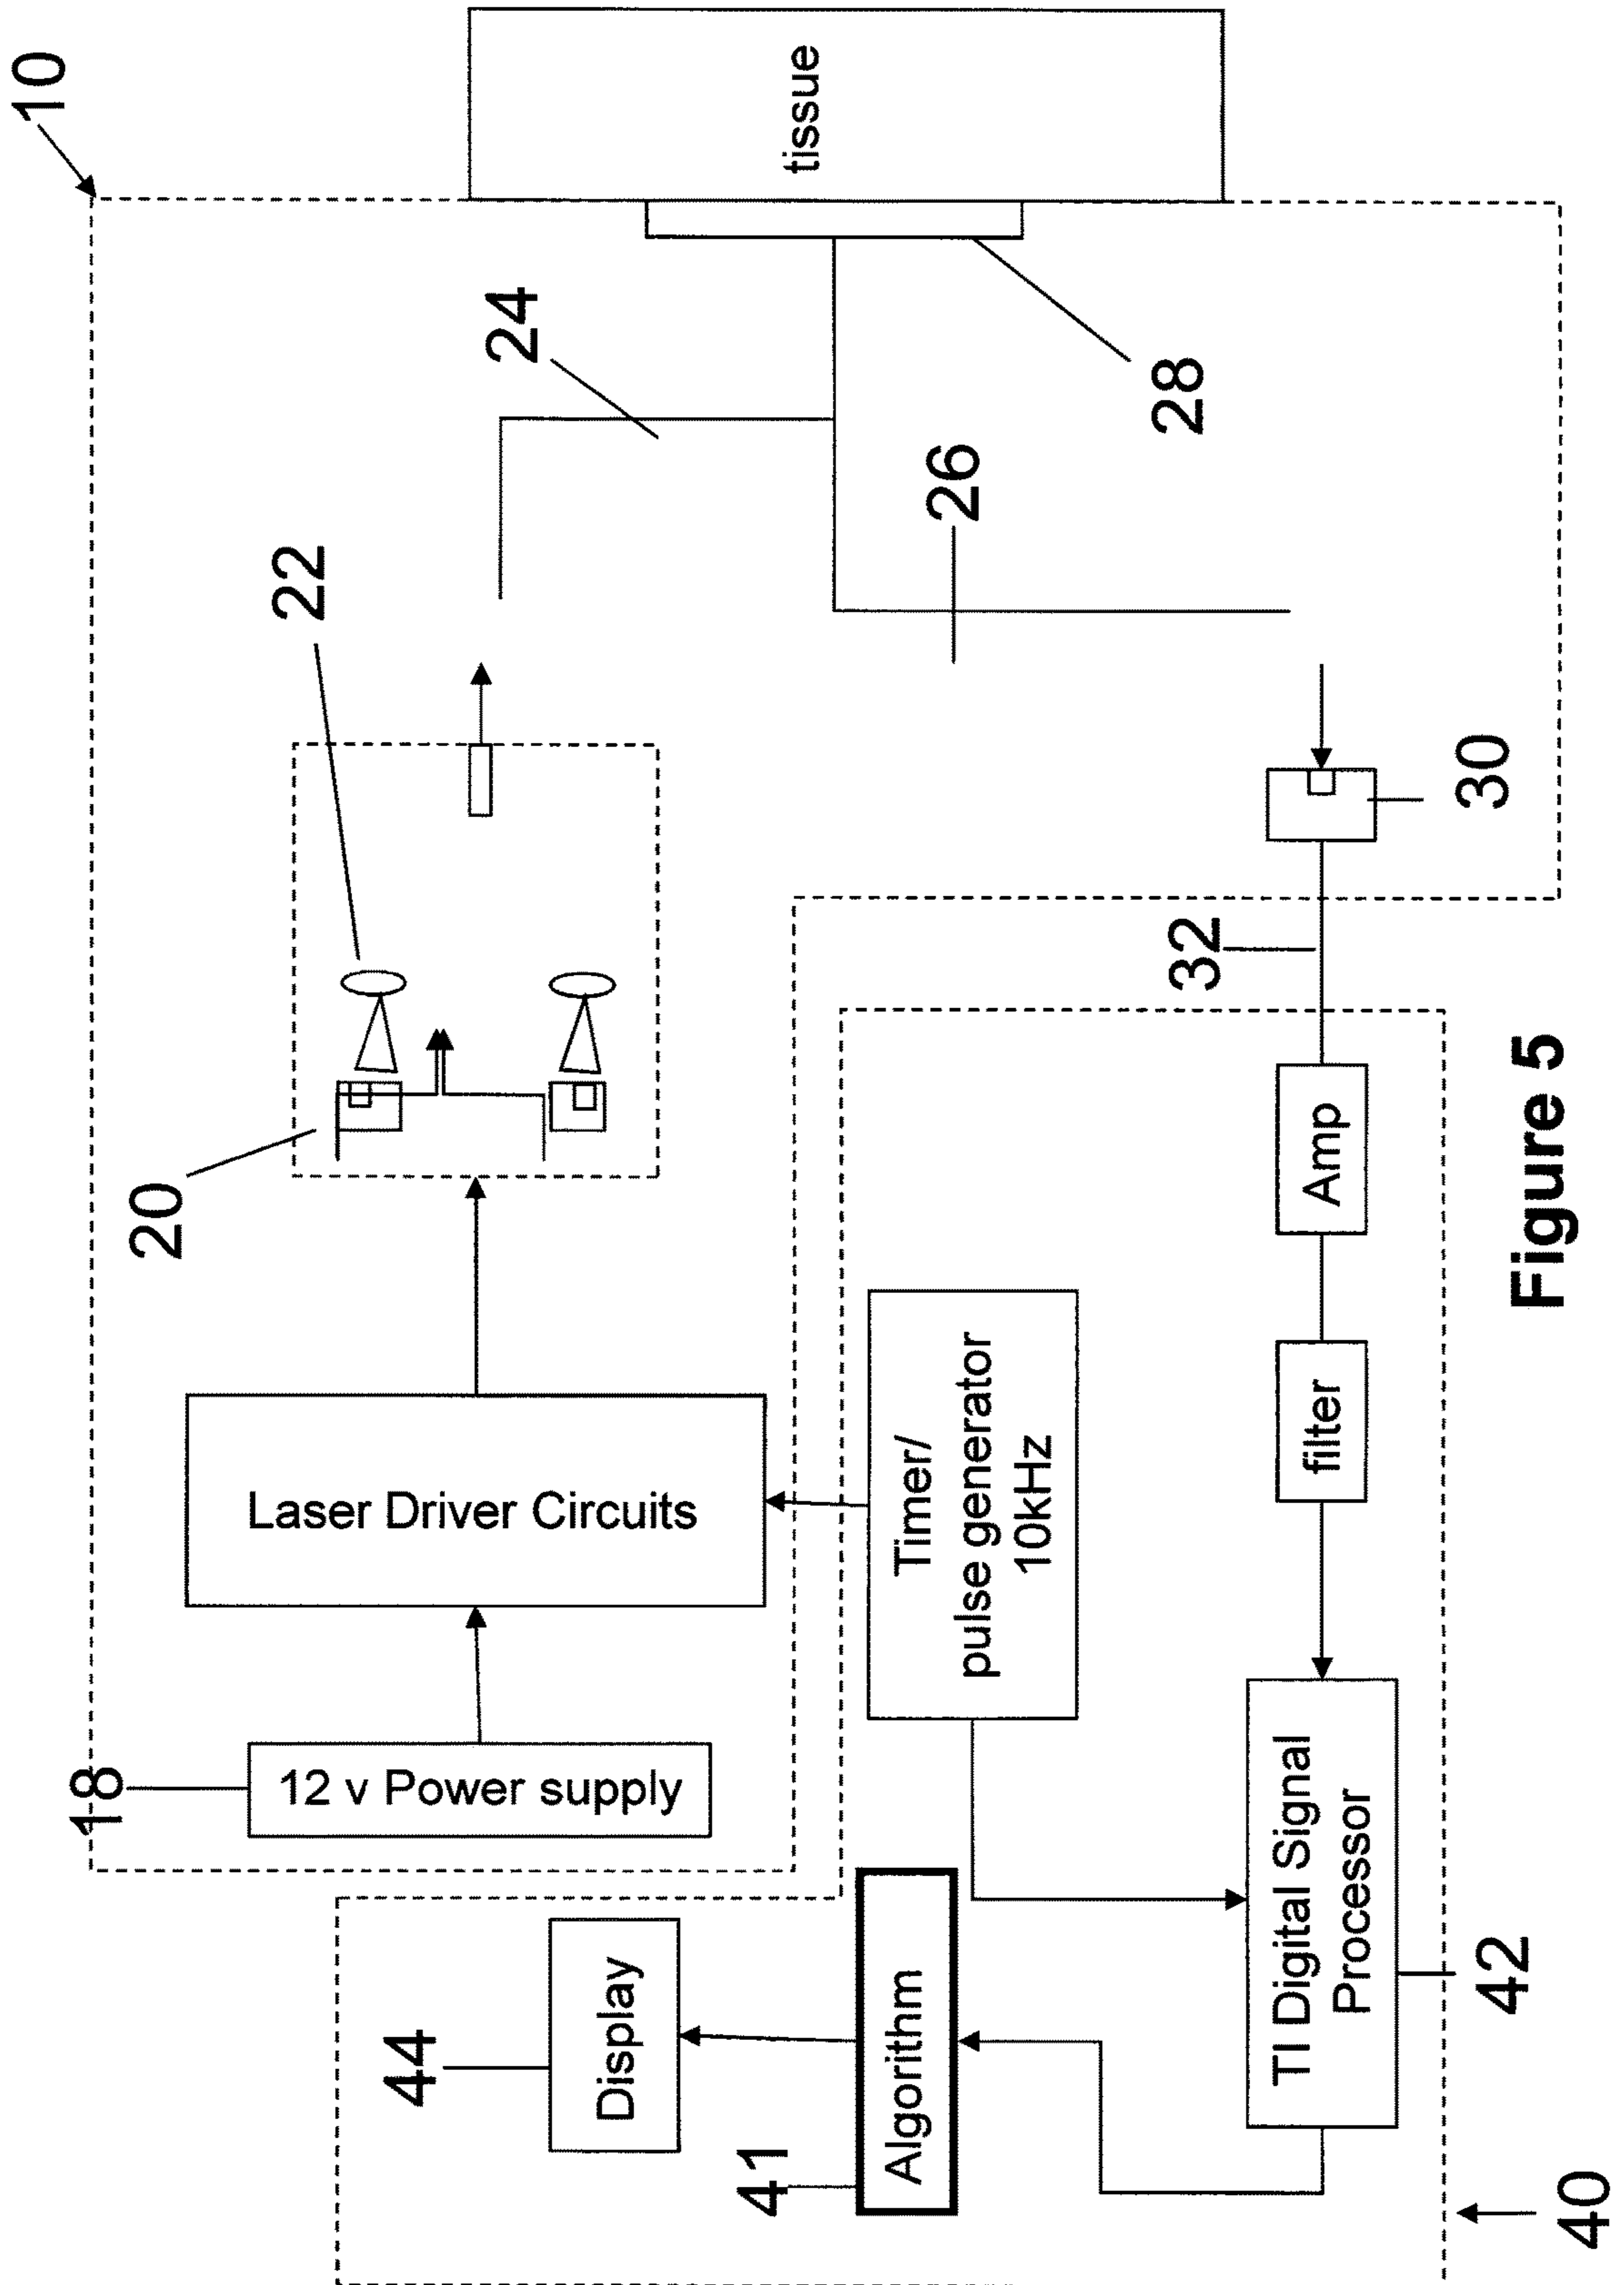 10
tissue
24
28
22
26
20
30
32
Laser Driver Circuits
Timer/
pulse generator
10kHz
Amp
filter
18
12 v Power supply
TI Digital Signal
Processor
42
44
Display
41
Algorithm
40
Figure 5